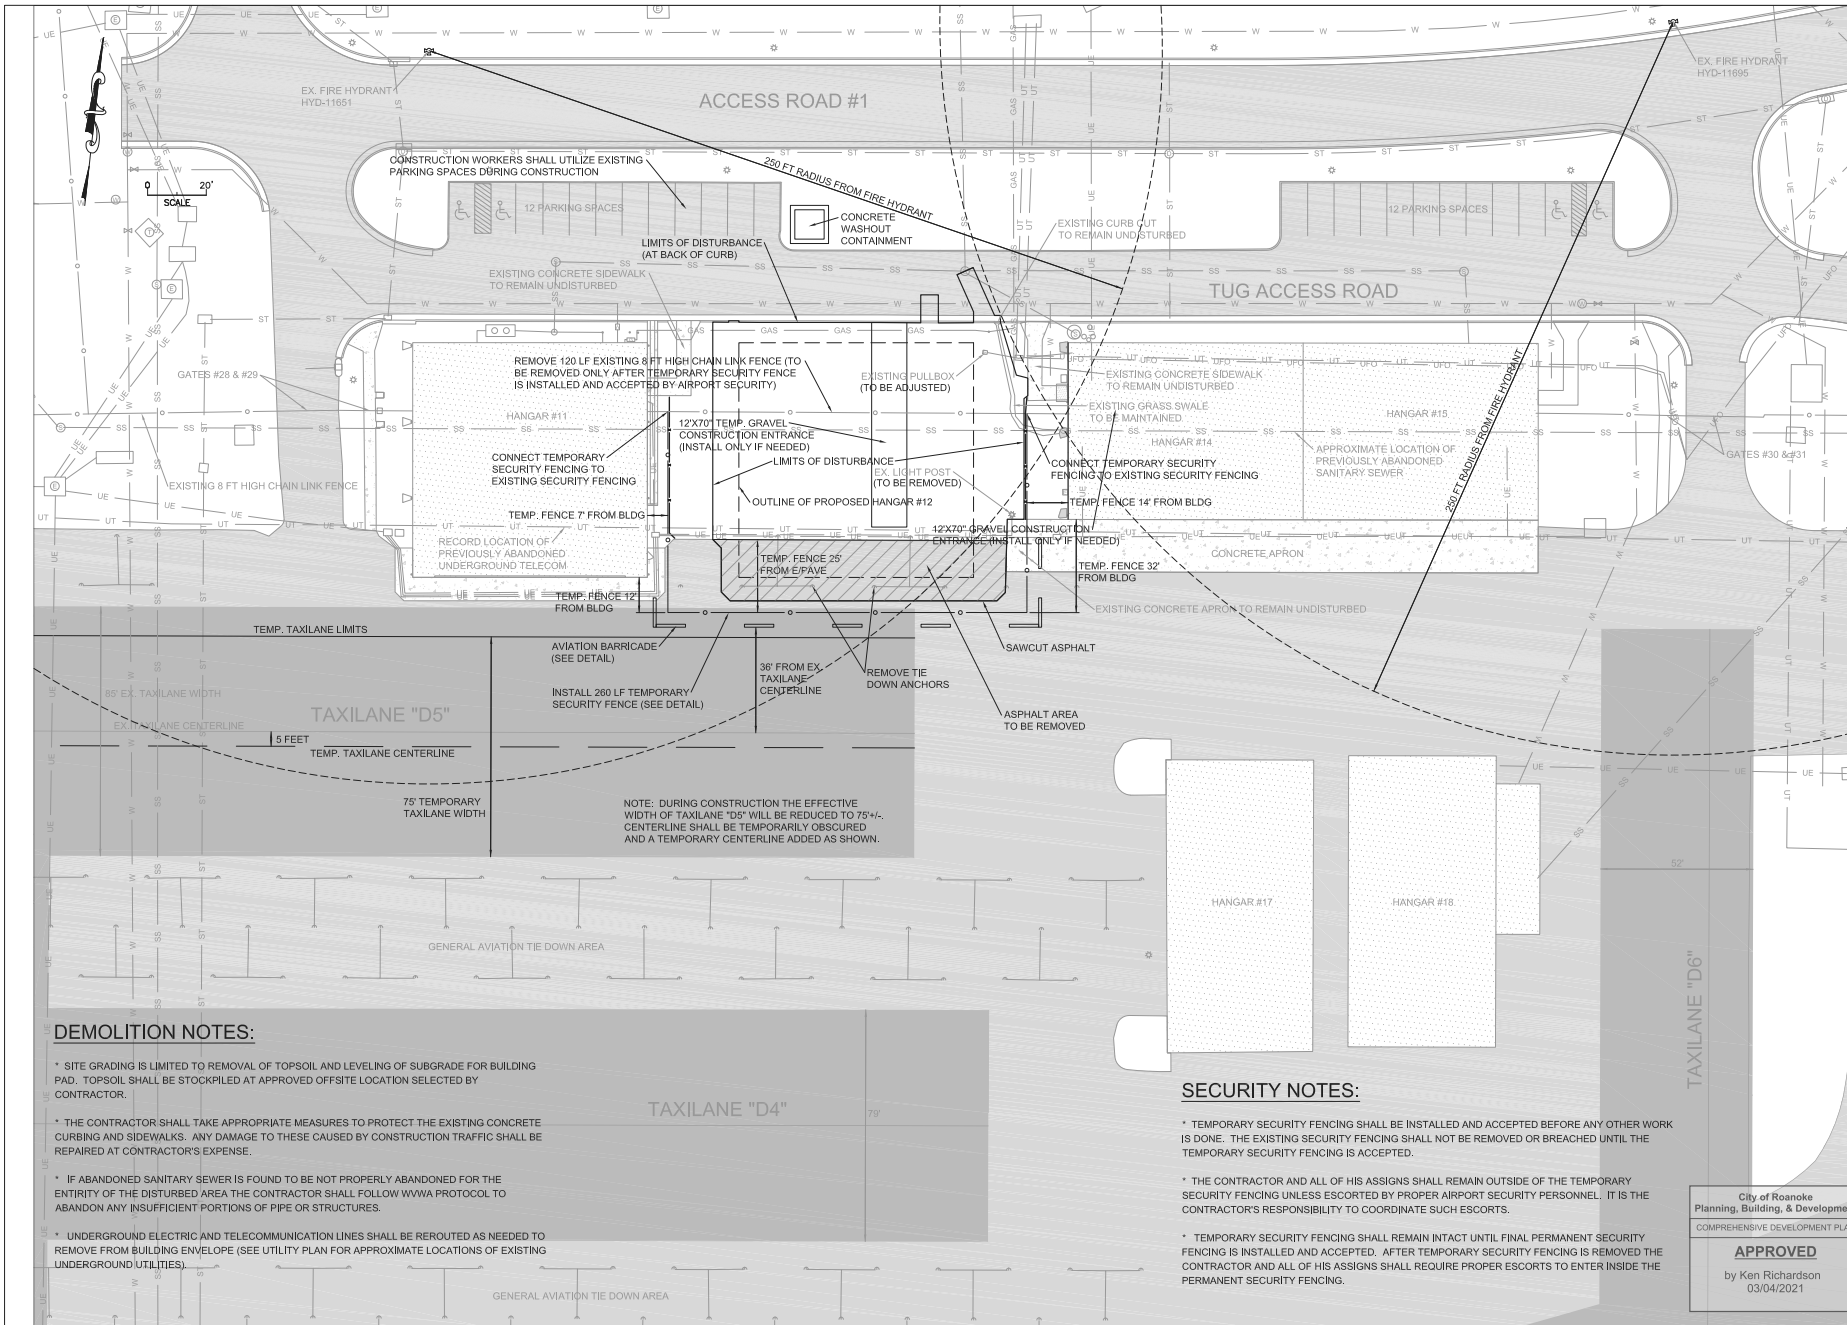 EX. FIRE HYDRANT
HYD-11651
ACCESS ROAD #1
EX. FIRE HYDRANT
HYD-11695
CONSTRUCTION WORKERS SHALL UTILIZE EXISTING
PARKING SPACES DURING CONSTRUCTION
250 FT RADIUS FROM FIRE HYDRANT
20'
SCALE
12 PARKING SPACES
CONCRETE
WASHOUT
CONTAINMENT
EXISTING CURB CUT
TO REMAIN UNDISTURBED
12 PARKING SPACES
LIMITS OF DISTURBANCE
(AT BACK OF CURB)
EXISTING CONCRETE SIDEWALK
TO REMAIN UNDISTURBED
TUG ACCESS ROAD
REMOVE 120 LF EXISTING 8 FT HIGH CHAIN LINK FENCE (TO
BE REMOVED ONLY AFTER TEMPORARY SECURITY FENCE
IS INSTALLED AND ACCEPTED BY AIRPORT SECURITY)
EXISTING PULLBOX
(TO BE ADJUSTED)
EXISTING CONCRETE SIDEWALK
TO REMAIN UNDISTURBED
GATES #28 & #29
HANGAR #11
EXISTING GRASS SWALE
TO BE MAINTAINED
HANGAR #14
HANGAR #15
250 FT RADIUS FROM FIRE HYDRANT
12'X70" TEMP. GRAVEL
CONSTRUCTION ENTRANCE
(INSTALL ONLY IF NEEDED)
CONNECT TEMPORARY
SECURITY FENCING TO
EXISTING SECURITY FENCING
LIMITS OF DISTURBANCE
EX. LIGHT POST
(TO BE REMOVED)
CONNECT TEMPORARY SECURITY
FENCING TO EXISTING SECURITY FENCING
APPROXIMATE LOCATION OF
PREVIOUSLY ABANDONED
SANITARY SEWER
GATES #30 & #31
EXISTING 8 FT HIGH CHAIN LINK FENCE
OUTLINE OF PROPOSED HANGAR #12
TEMP. FENCE 14' FROM BLDG
TEMP. FENCE 7' FROM BLDG
12'X70" GRAVEL CONSTRUCTION
ENTRANCE (INSTALL ONLY IF NEEDED)
RECORD LOCATION OF
PREVIOUSLY ABANDONED
UNDERGROUND TELECOM
CONCRETE APRON
TEMP. FENCE 25'
FROM E/PAVE
TEMP. FENCE 32'
FROM BLDG
TEMP. FENCE 12'
FROM BLDG
EXISTING CONCRETE APRON TO REMAIN UNDISTURBED
TEMP. TAXILANE LIMITS
AVIATION BARRICADE
(SEE DETAIL)
SAWCUT ASPHALT
36' FROM EX.
TAXILANE
CENTERLINE
REMOVE TIE
DOWN ANCHORS
85' EX. TAXILANE WIDTH
INSTALL 260 LF TEMPORARY
SECURITY FENCE (SEE DETAIL)
TAXILANE "D5"
ASPHALT AREA
TO BE REMOVED
EX. TAXILANE CENTERLINE
5 FEET
TEMP. TAXILANE CENTERLINE
75' TEMPORARY
TAXILANE WIDTH
NOTE: DURING CONSTRUCTION THE EFFECTIVE
WIDTH OF TAXILANE "D5" WILL BE REDUCED TO 75'+/-.
CENTERLINE SHALL BE TEMPORARILY OBSCURED
AND A TEMPORARY CENTERLINE ADDED AS SHOWN.
52'
HANGAR #17
HANGAR #18
GENERAL AVIATION TIE DOWN AREA
TAXILANE "D6"
TAXILANE "D4"
79'
DEMOLITION NOTES:
* SITE GRADING IS LIMITED TO REMOVAL OF TOPSOIL AND LEVELING OF SUBGRADE FOR BUILDING
PAD. TOPSOIL SHALL BE STOCKPILED AT APPROVED OFFSITE LOCATION SELECTED BY
CONTRACTOR.
* THE CONTRACTOR SHALL TAKE APPROPRIATE MEASURES TO PROTECT THE EXISTING CONCRETE
CURBING AND SIDEWALKS. ANY DAMAGE TO THESE CAUSED BY CONSTRUCTION TRAFFIC SHALL BE
REPAIRED AT CONTRACTOR'S EXPENSE.
* IF ABANDONED SANITARY SEWER IS FOUND TO BE NOT PROPERLY ABANDONED FOR THE
ENTIRITY OF THE DISTURBED AREA THE CONTRACTOR SHALL FOLLOW WVWA PROTOCOL TO
ABANDON ANY INSUFFICIENT PORTIONS OF PIPE OR STRUCTURES.
* UNDERGROUND ELECTRIC AND TELECOMMUNICATION LINES SHALL BE REROUTED AS NEEDED TO
REMOVE FROM BUILDING ENVELOPE (SEE UTILITY PLAN FOR APPROXIMATE LOCATIONS OF EXISTING
UNDERGROUND UTILITIES).
GENERAL AVIATION TIE DOWN AREA
SECURITY NOTES:
* TEMPORARY SECURITY FENCING SHALL BE INSTALLED AND ACCEPTED BEFORE ANY OTHER WORK
IS DONE. THE EXISTING SECURITY FENCING SHALL NOT BE REMOVED OR BREACHED UNTIL THE
TEMPORARY SECURITY FENCING IS ACCEPTED.
* THE CONTRACTOR AND ALL OF HIS ASSIGNS SHALL REMAIN OUTSIDE OF THE TEMPORARY
SECURITY FENCING UNLESS ESCORTED BY PROPER AIRPORT SECURITY PERSONNEL. IT IS THE
CONTRACTOR'S RESPONSIBILITY TO COORDINATE SUCH ESCORTS.
* TEMPORARY SECURITY FENCING SHALL REMAIN INTACT UNTIL FINAL PERMANENT SECURITY
FENCING IS INSTALLED AND ACCEPTED. AFTER TEMPORARY SECURITY FENCING IS REMOVED THE
CONTRACTOR AND ALL OF HIS ASSIGNS SHALL REQUIRE PROPER ESCORTS TO ENTER INSIDE THE
PERMANENT SECURITY FENCING.
City of Roanoke
Planning, Building, & Developme
COMPREHENSIVE DEVELOPMENT PLA
APPROVED
by Ken Richardson
03/04/2021